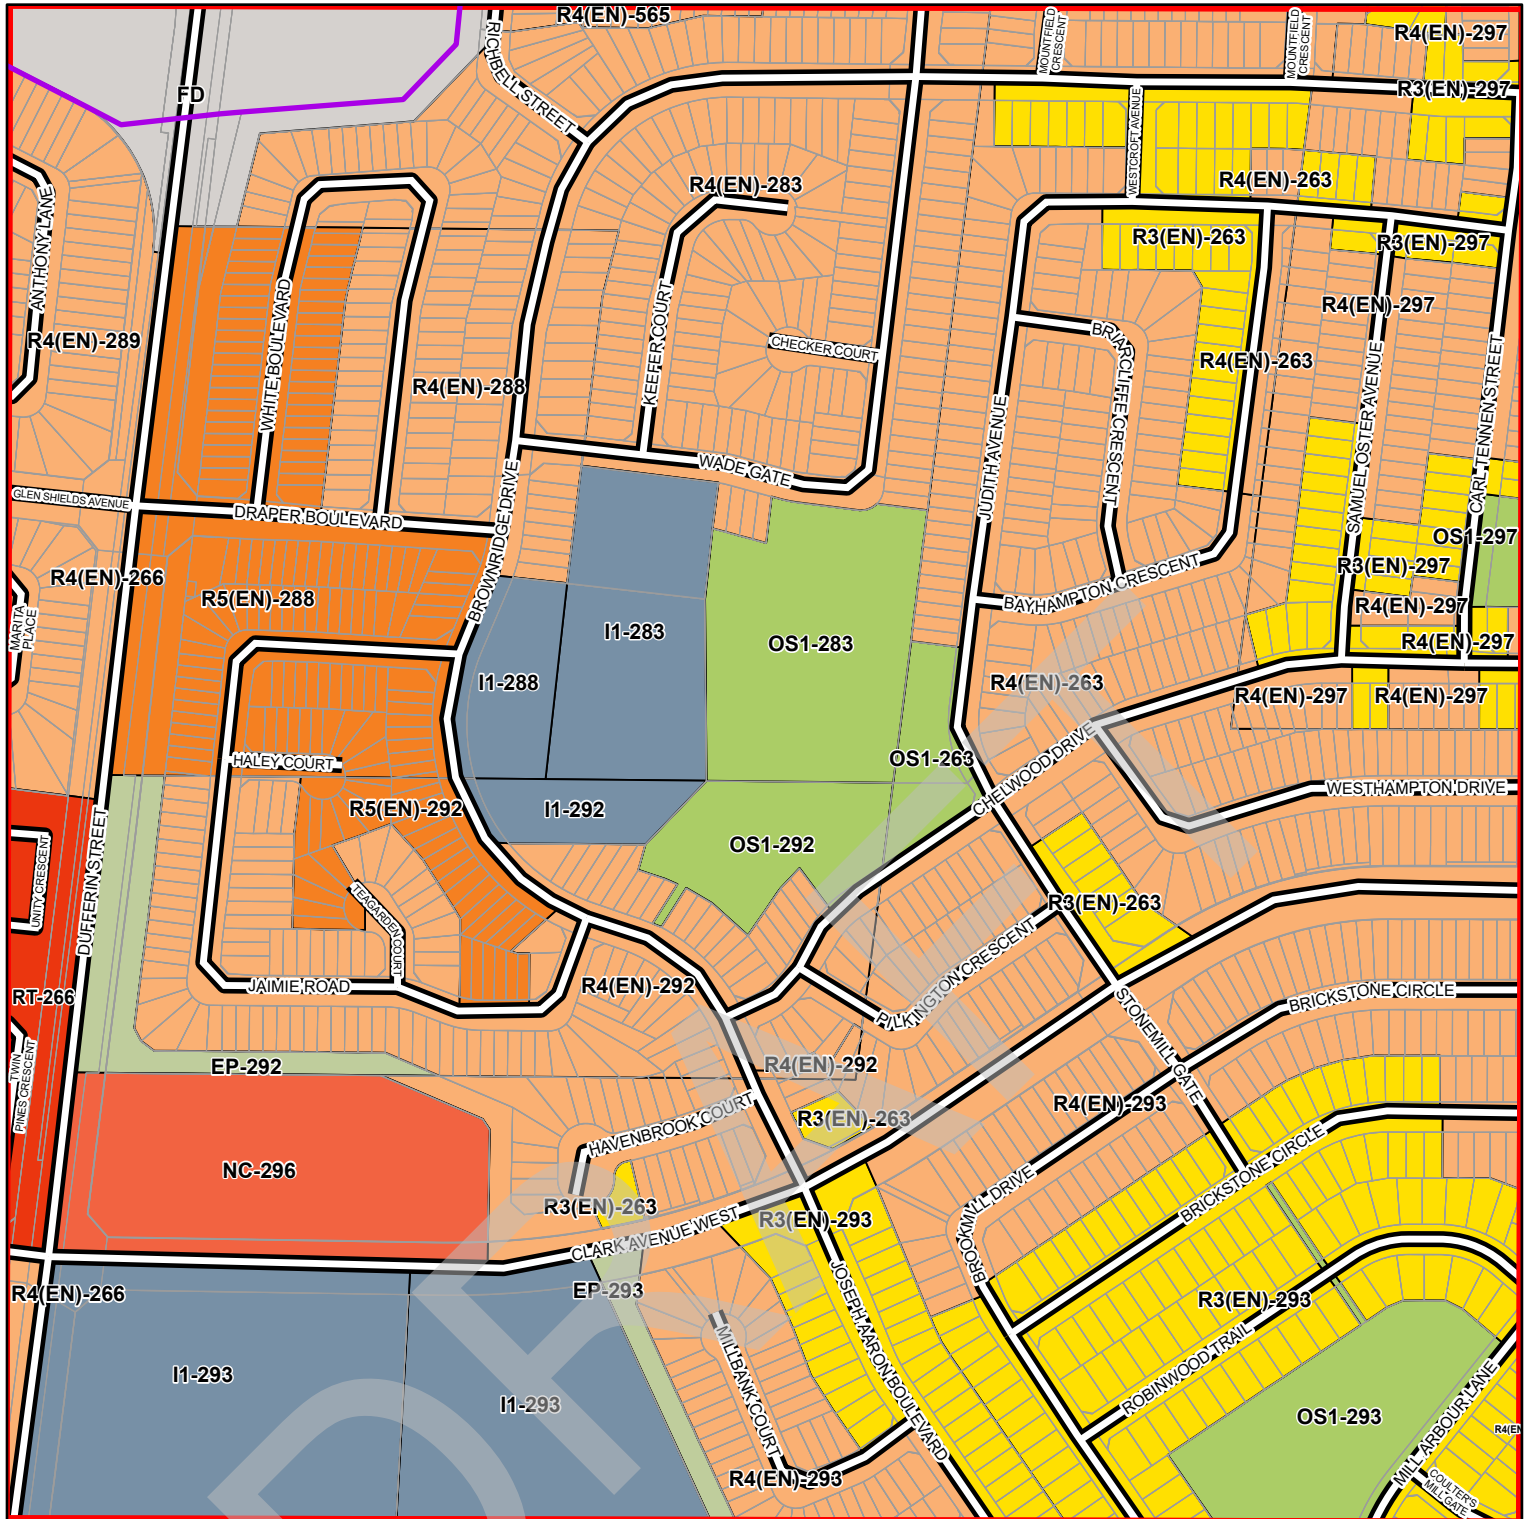 R4(EN)-565
MOUNTFIELD
CRESCENT
MOUNTFIELD
CRESCENT
R4(EN)-297
RICHBELL STREET
FD
R3(EN)-297
WESTCROFT AVENUE
R4(EN)-283
R4(EN)-263
ANTHONY LANE
R3(EN)-263
R3(EN)-297
WHITE BOULEVARD
KEEFER COURT
R4(EN)-297
R4(EN)-289
CHECKER COURT
BRIARCLIFFE CRESCENT
R4(EN)-263
CARL TENNEN STREET
R4(EN)-288
JUDITH AVENUE
SAMUEL OSTER AVENUE
WADE GATE
GLEN SHIELDS AVENUE
DRAPER BOULEVARD
BROWNRIDGE DRIVE
OS1-297
R4(EN)-266
R3(EN)-297
BAYHAMPTON CRESCENT
R5(EN)-288
R4(EN)-297
MARITA
PLACE
I1-283
OS1-283
R4(EN)-297
I1-288
R4(EN)-263
R4(EN)-297
R4(EN)-297
HALEY COURT
OS1-263
CHELWOOD DRIVE
WESTHAMPTON DRIVE
R5(EN)-292
I1-292
OS1-292
UNITY CRESCENT
DUFFERIN STREET
TEAGARDEN COURT
R3(EN)-263
PILKINGTON CRESCENT
JAIMIE ROAD
R4(EN)-292
RT-266
BRICKSTONE CIRCLE
STONEMILL GATE
TWIN
PINES CRESCENT
EP-292
R4(EN)-292
HAVENBROOK COURT
R3(EN)-263
R4(EN)-293
NC-296
BRICKSTONE CIRCLE
R3(EN)-263
R3(EN)-293
CLARK AVENUE WEST
BROOKMILL DRIVE
R4(EN)-266
EP-293
JOSEPH AARON BOULEVARD
R3(EN)-293
I1-293
MILLBANK COURT
ROBINWOOD TRAIL
I1-293
OS1-293
MILL ARBOUR LANE
R4(EN
R4(EN)-293
COULTER'S
MILL GATE